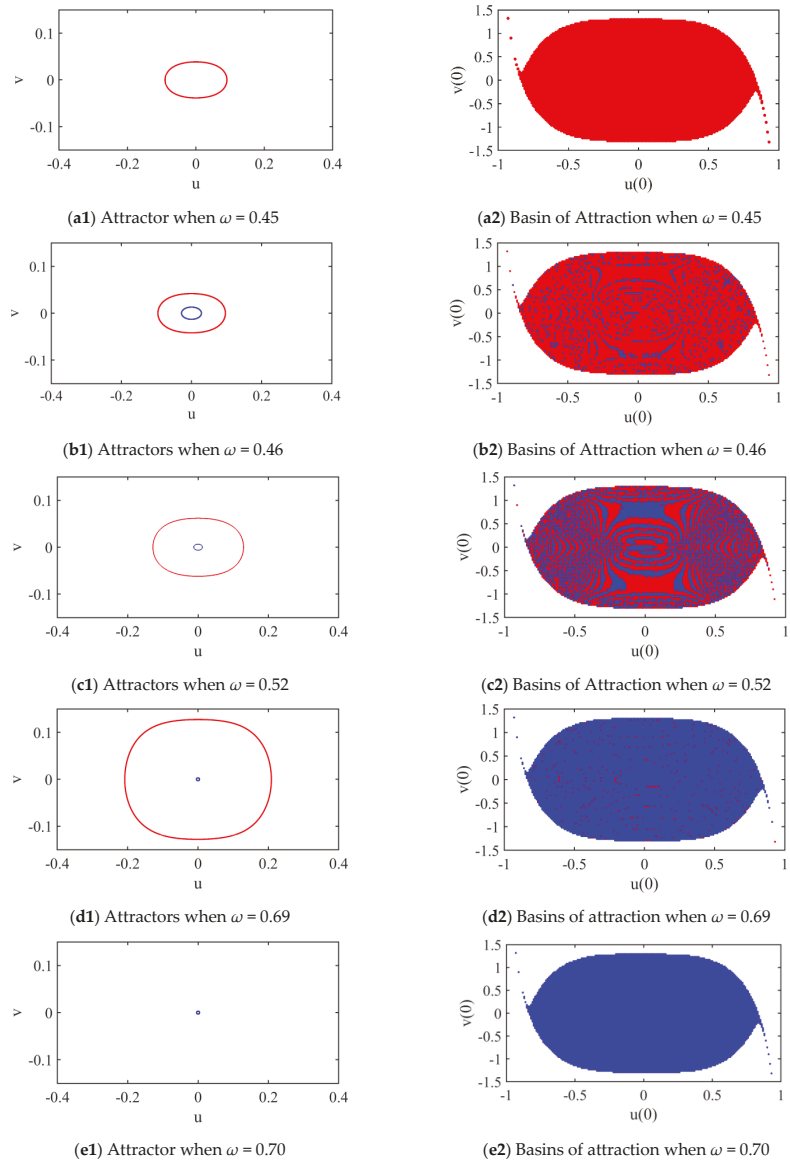 0.1
0
-0.1
v
-0.4 -0.2 0 0.2 0.4
u
(a1) Attractor when ω = 0.45
1.5
1
0.5
0
-0.5
-1
-1.5
v(0)
-1 -0.5 0 0.5 1
u(0)
(a2) Basin of Attraction when ω = 0.45
0.1
0
-0.1
v
-0.4 -0.2 0 0.2 0.4
u
(b1) Attractors when ω = 0.46
1.5
1
0.5
0
-0.5
-1
-1.5
v(0)
-1 -0.5 0 0.5 1
u(0)
(b2) Basins of Attraction when ω = 0.46
0.1
0
-0.1
v
-0.4 -0.2 0 0.2 0.4
u
(c1) Attractors when ω = 0.52
1.5
1
0.5
0
-0.5
-1
-1.5
v(0)
-1 -0.5 0 0.5 1
u(0)
(c2) Basins of Attraction when ω = 0.52
0.1
0
-0.1
v
-0.4 -0.2 0 0.2 0.4
u
(d1) Attractors when ω = 0.69
1.5
1
0.5
0
-0.5
-1
-1.5
v(0)
-1 -0.5 0 0.5 1
u(0)
(d2) Basins of attraction when ω = 0.69
0.1
0
-0.1
v
-0.4 -0.2 0 0.2 0.4
u
(e1) Attractor when ω = 0.70
1.5
1
0.5
0
-0.5
-1
-1.5
v(0)
-1 -0.5 0 0.5 1
u(0)
(e2) Basins of attraction when ω = 0.70